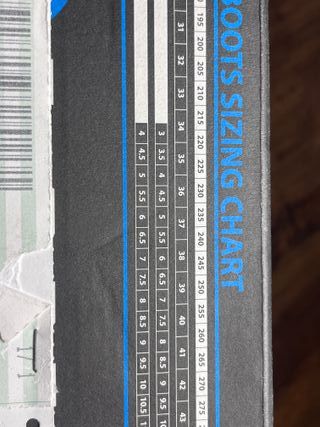 BOOTS SIZING CHART
195 200 205 210 215 220 225 230 235 240 245 250 255 260 265 270 275
31 32 33 34 35 36 37 38 39 40 41 42 43
3 3.5 4 4.5 5 5.5 6 6.5 7 7.5 8 8.5 9 9.5 10
4 4.5 5 5.5 6 6.5 7 7.5 8 8.5 9 9.5 10 10.5